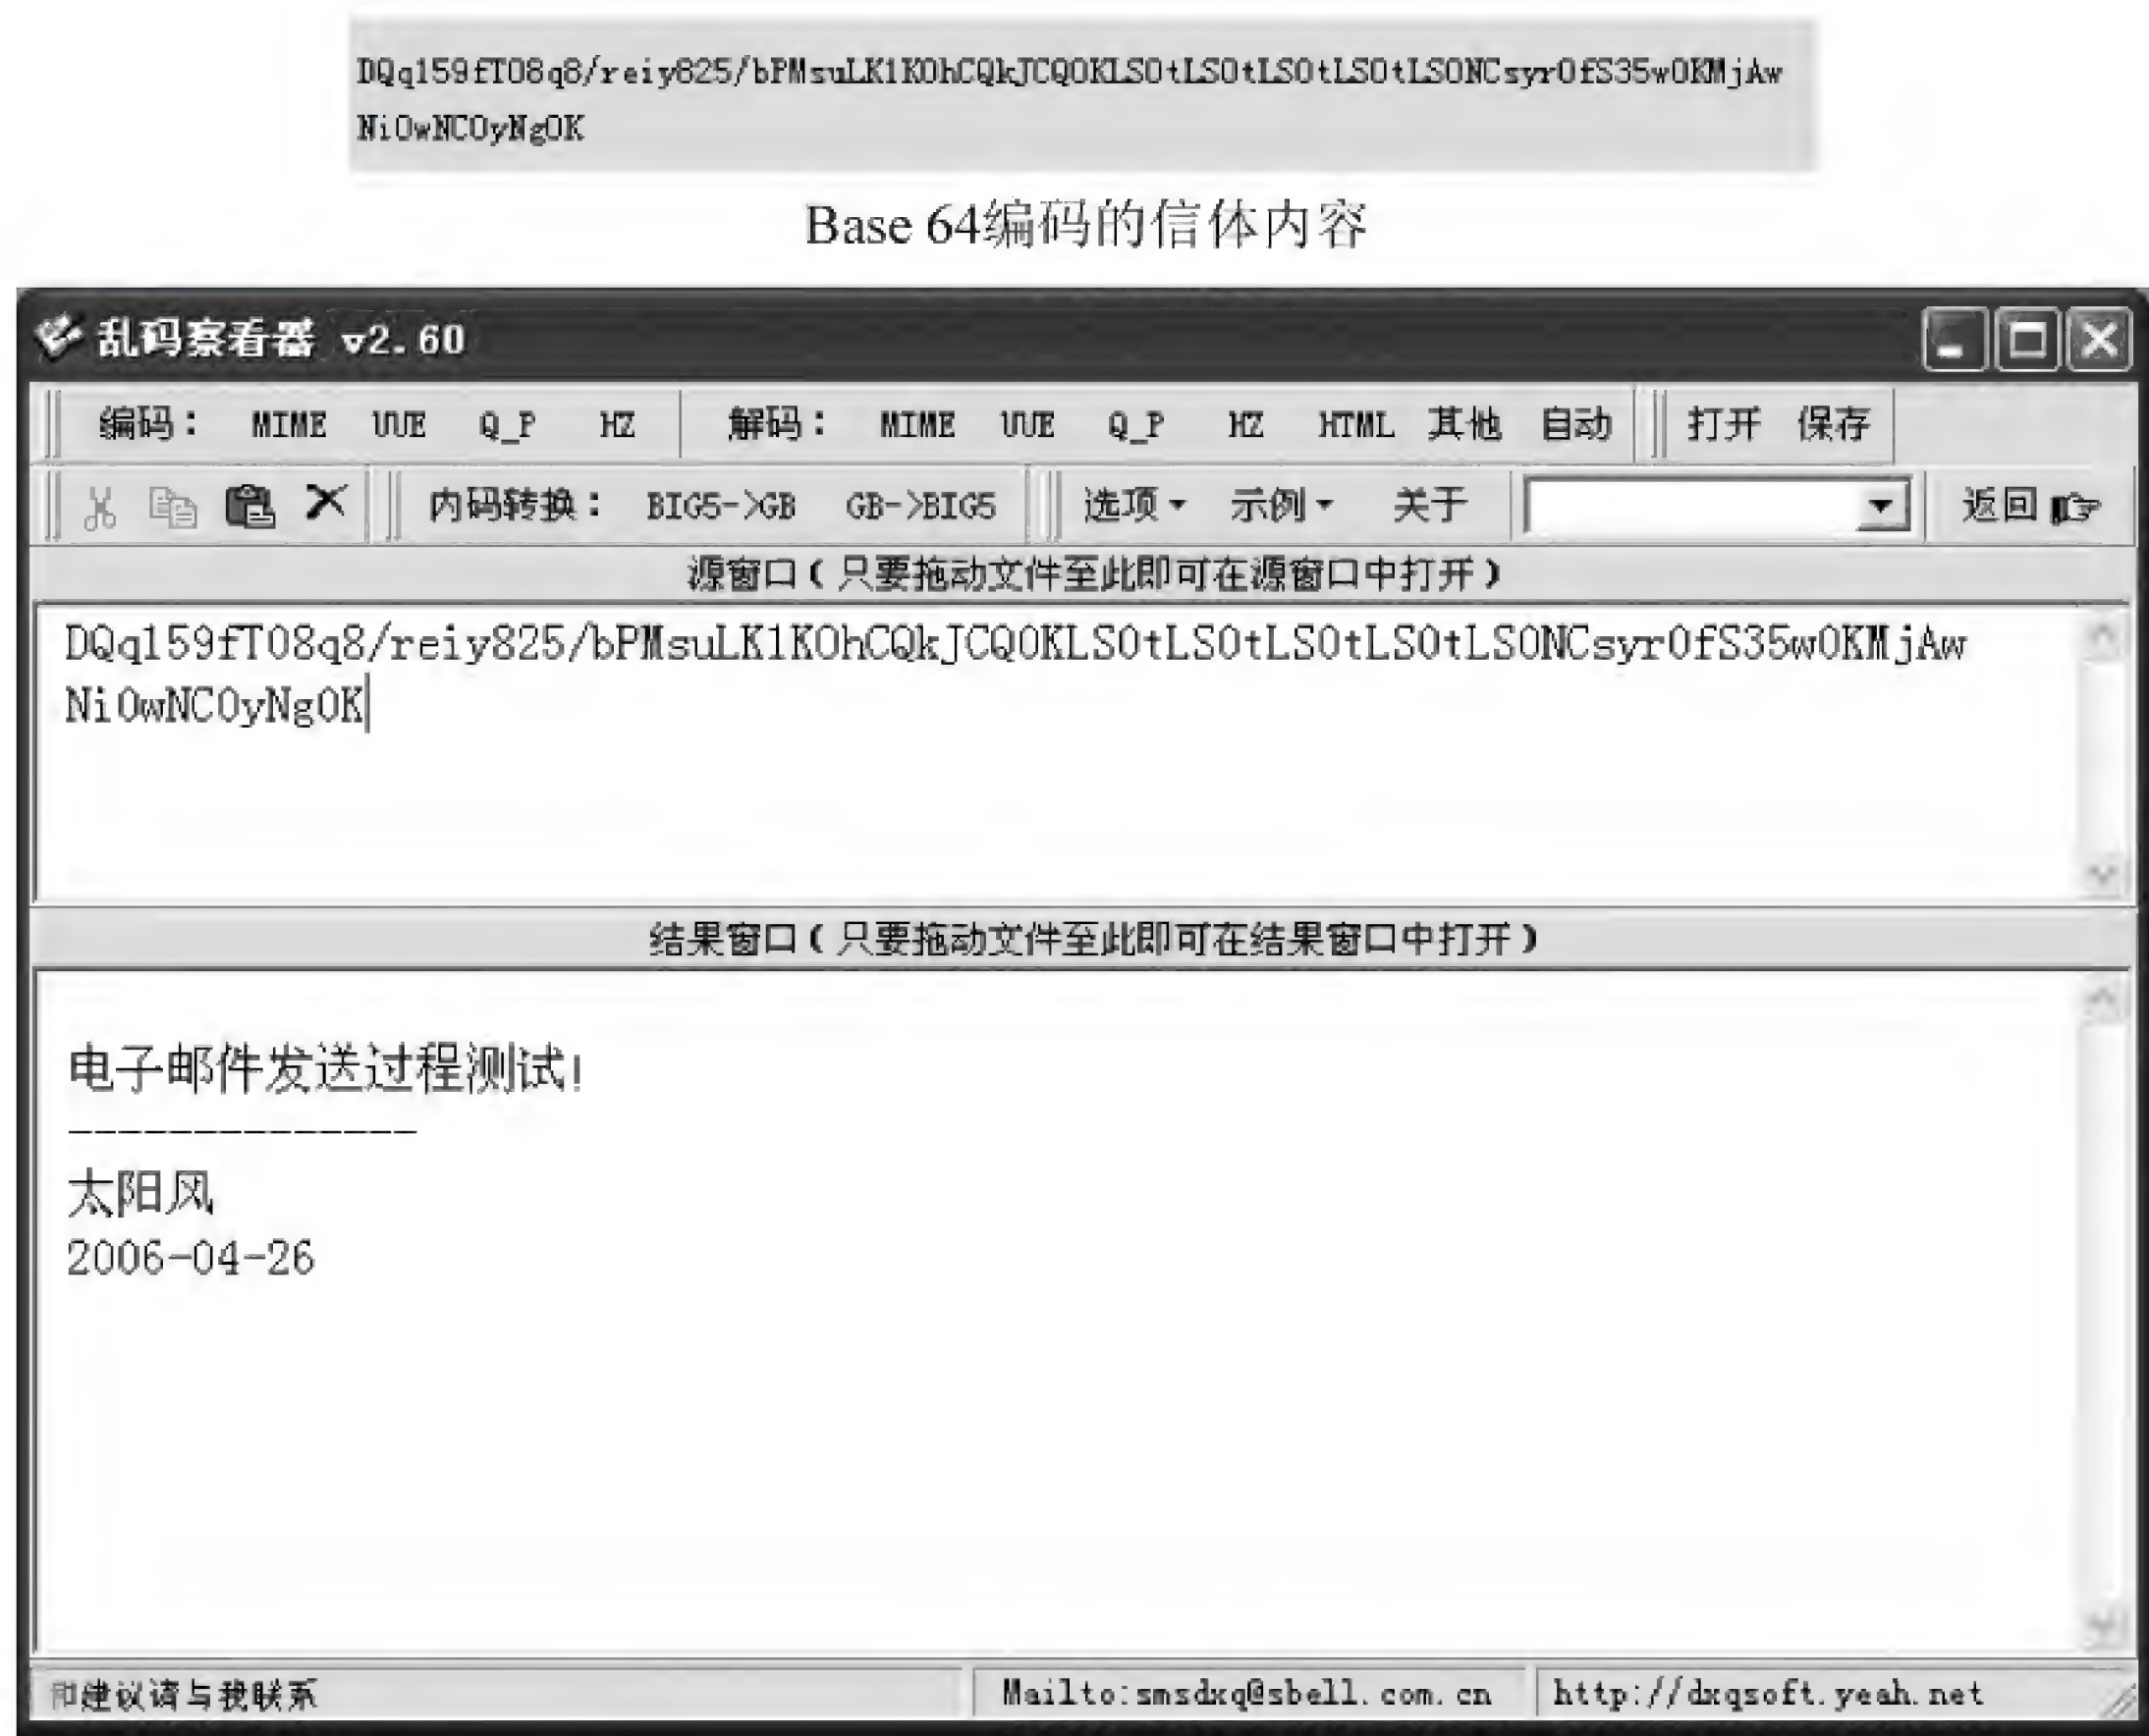 DQq159fT08q8/reiy825/bPMsuLK1KOhCQkJCQ0KLS0tLS0tLS0tLS0tLS0NCsyr0fS35w0KMjAw
Ni0wNC0yNg0K
Base 64编码的信体内容
乱码察看器 v2.60
编码： MIME UUE Q_P HZ 解码： MIME UUE Q_P HZ HTML 其他 自动 打开 保存
内码转换： BIG5->GB GB->BIG5 选项 示例 关于 返回
源窗口（只要拖动文件至此即可在源窗口中打开）
DQq159fT08q8/reiy825/bPMsuLK1KOhCQkJCQ0KLS0tLS0tLS0tLS0tLS0NCsyr0fS35w0KMjAw
Ni0wNC0yNg0K
结果窗口（只要拖动文件至此即可在结果窗口中打开）
电子邮件发送过程测试！
--------------
太阳风
2006-04-26
和建议请与我联系 Mailto:smsdxq@sbell.com.cn http://dxqsoft.yeah.net